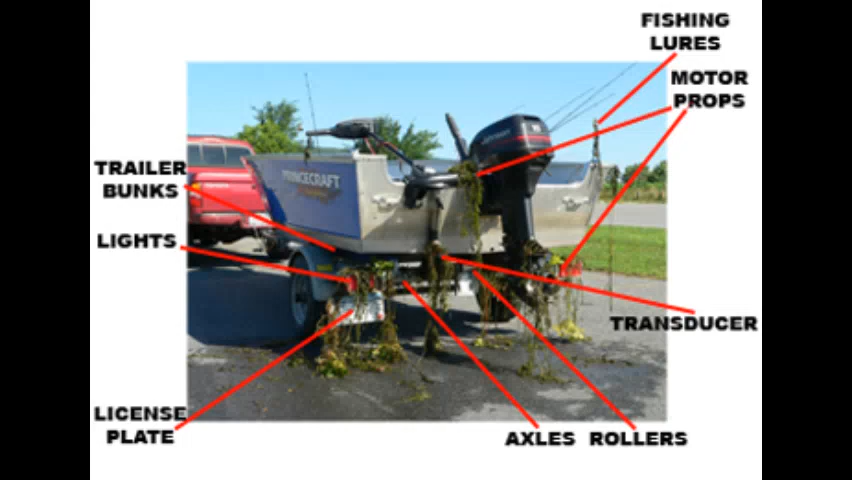 FISHING
LURES
MOTOR
PROPS
TRAILER
BUNKS
PRINCECRAFT
LIGHTS
TRANSDUCER
LICENSE
PLATE
AXLES
ROLLERS